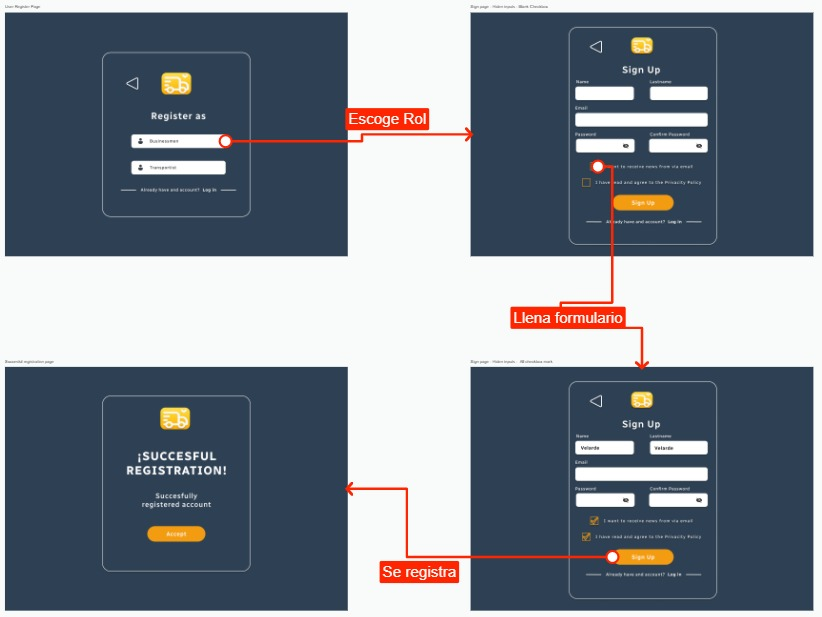 User Register Page
Register as
Businessmen
Transportist
Already have and account? Log In
Escoge Rol
Sign page - Hiden inputs - Blank Checkbox
Sign Up
Name
Lastname
Email
Password
Confirm Password
want to receive news from via email
I have read and agree to the Privacity Policy
Sign Up
Already have and account? Log in
Llena formulario
Successful registration page
¡SUCCESFUL
REGISTRATION!
Succesfully
registered account
Accept
Se registra
Sign page - Hiden inputs - All checkbox mark
Sign Up
Name
Lastname
Velarde
Velarde
Email
Password
Confirm Password
I want to receive news from via email
I have read and agree to the Privacity Policy
Sign Up
Already have and account? Log in